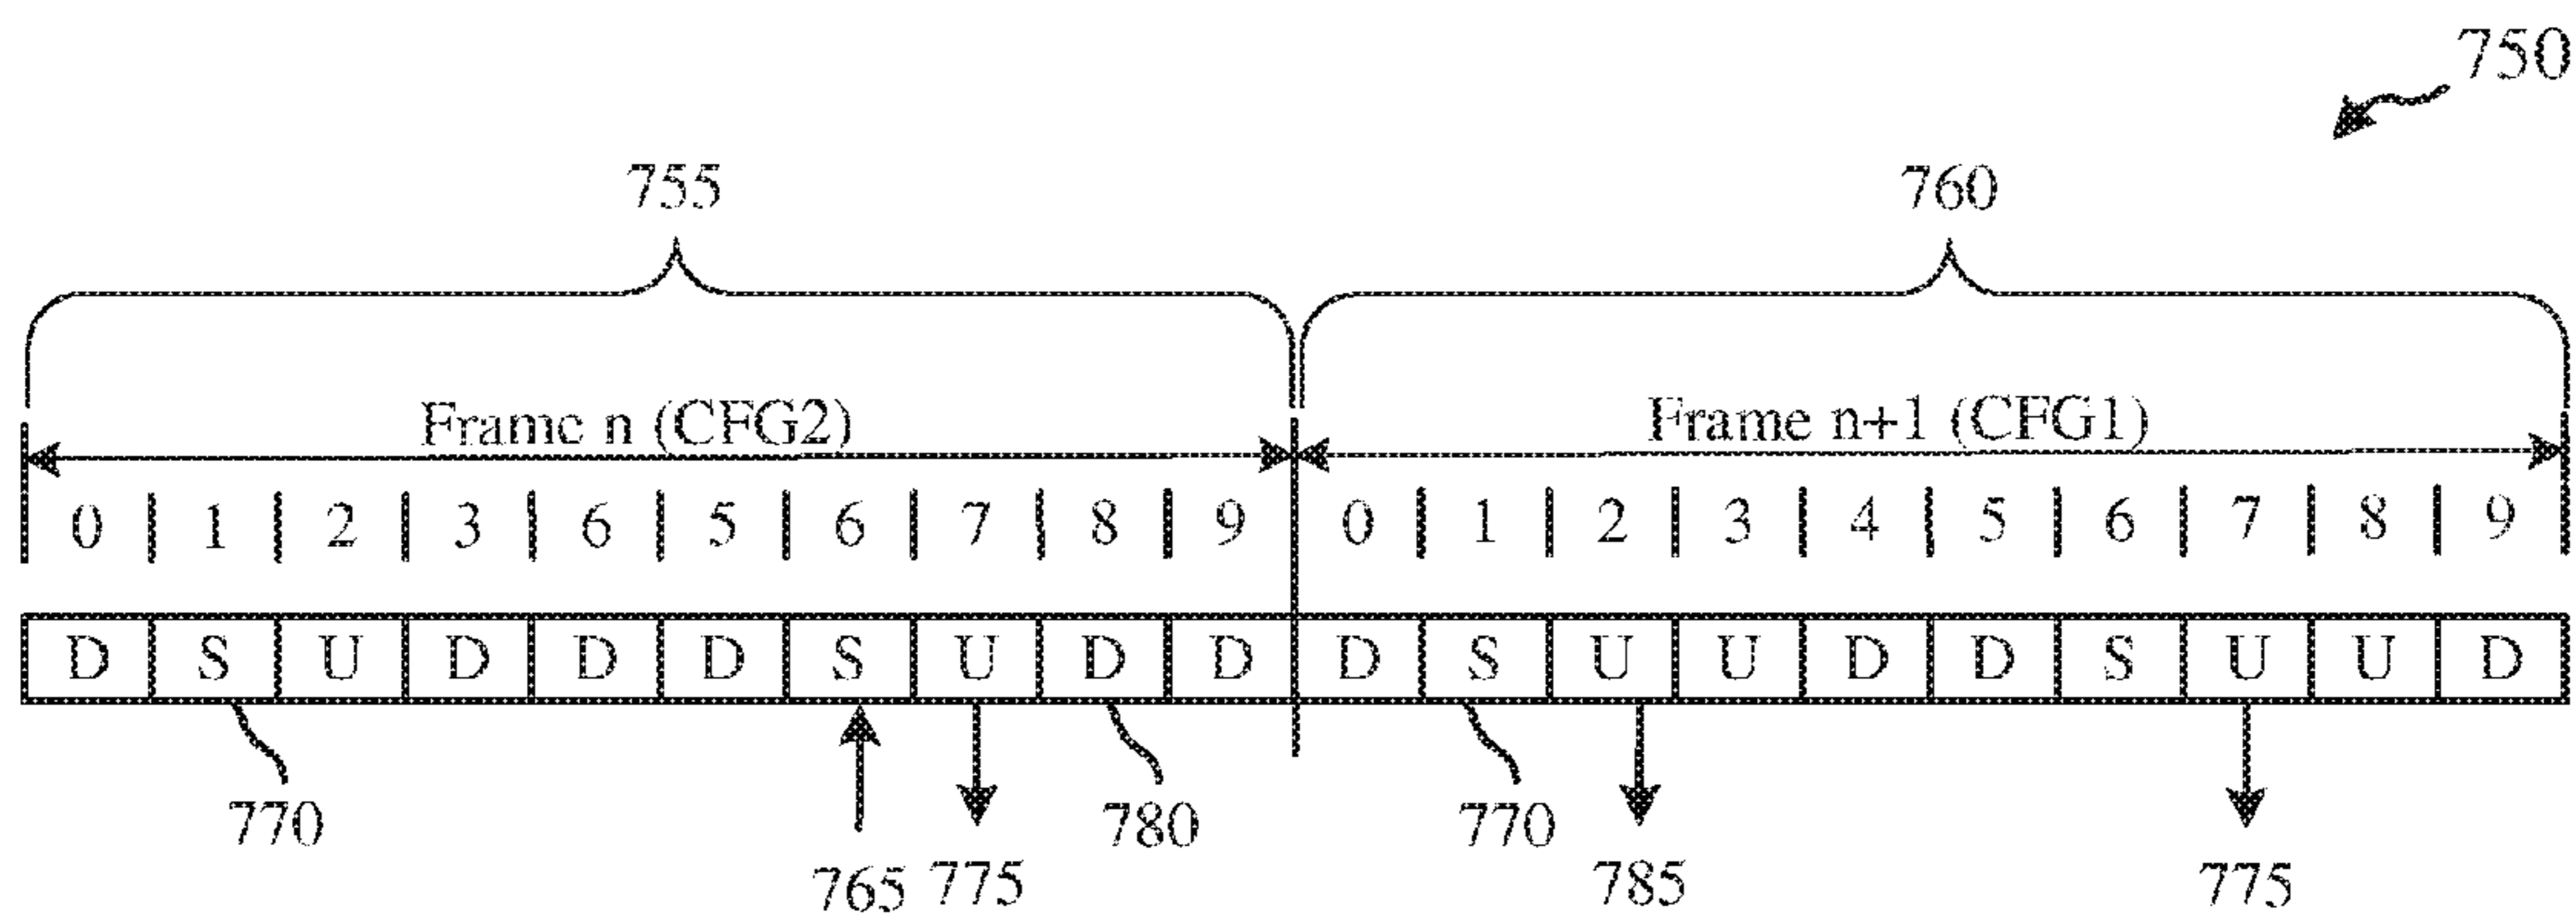 750
755 760
Frame n (CFG2) Frame n+1 (CFG1)
0 1 2 3 6 5 6 7 8 9 0 1 2 3 4 5 6 7 8 9
D S U D D D S U D D D S U U D D S U U D
770 780 770
765 775 785 775